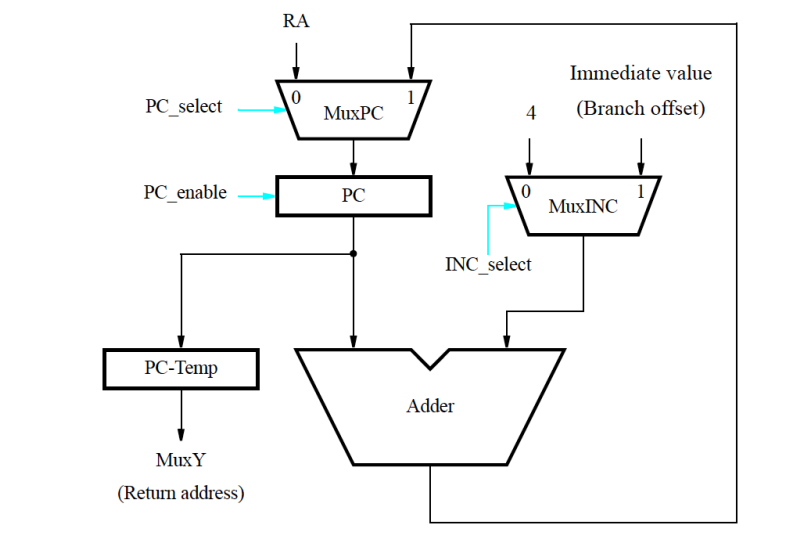 RA
Immediate value
(Branch offset)
4
PC_select
0
1
MuxPC
PC_enable
PC
0
1
MuxINC
INC_select
PC-Temp
Adder
MuxY
(Return address)